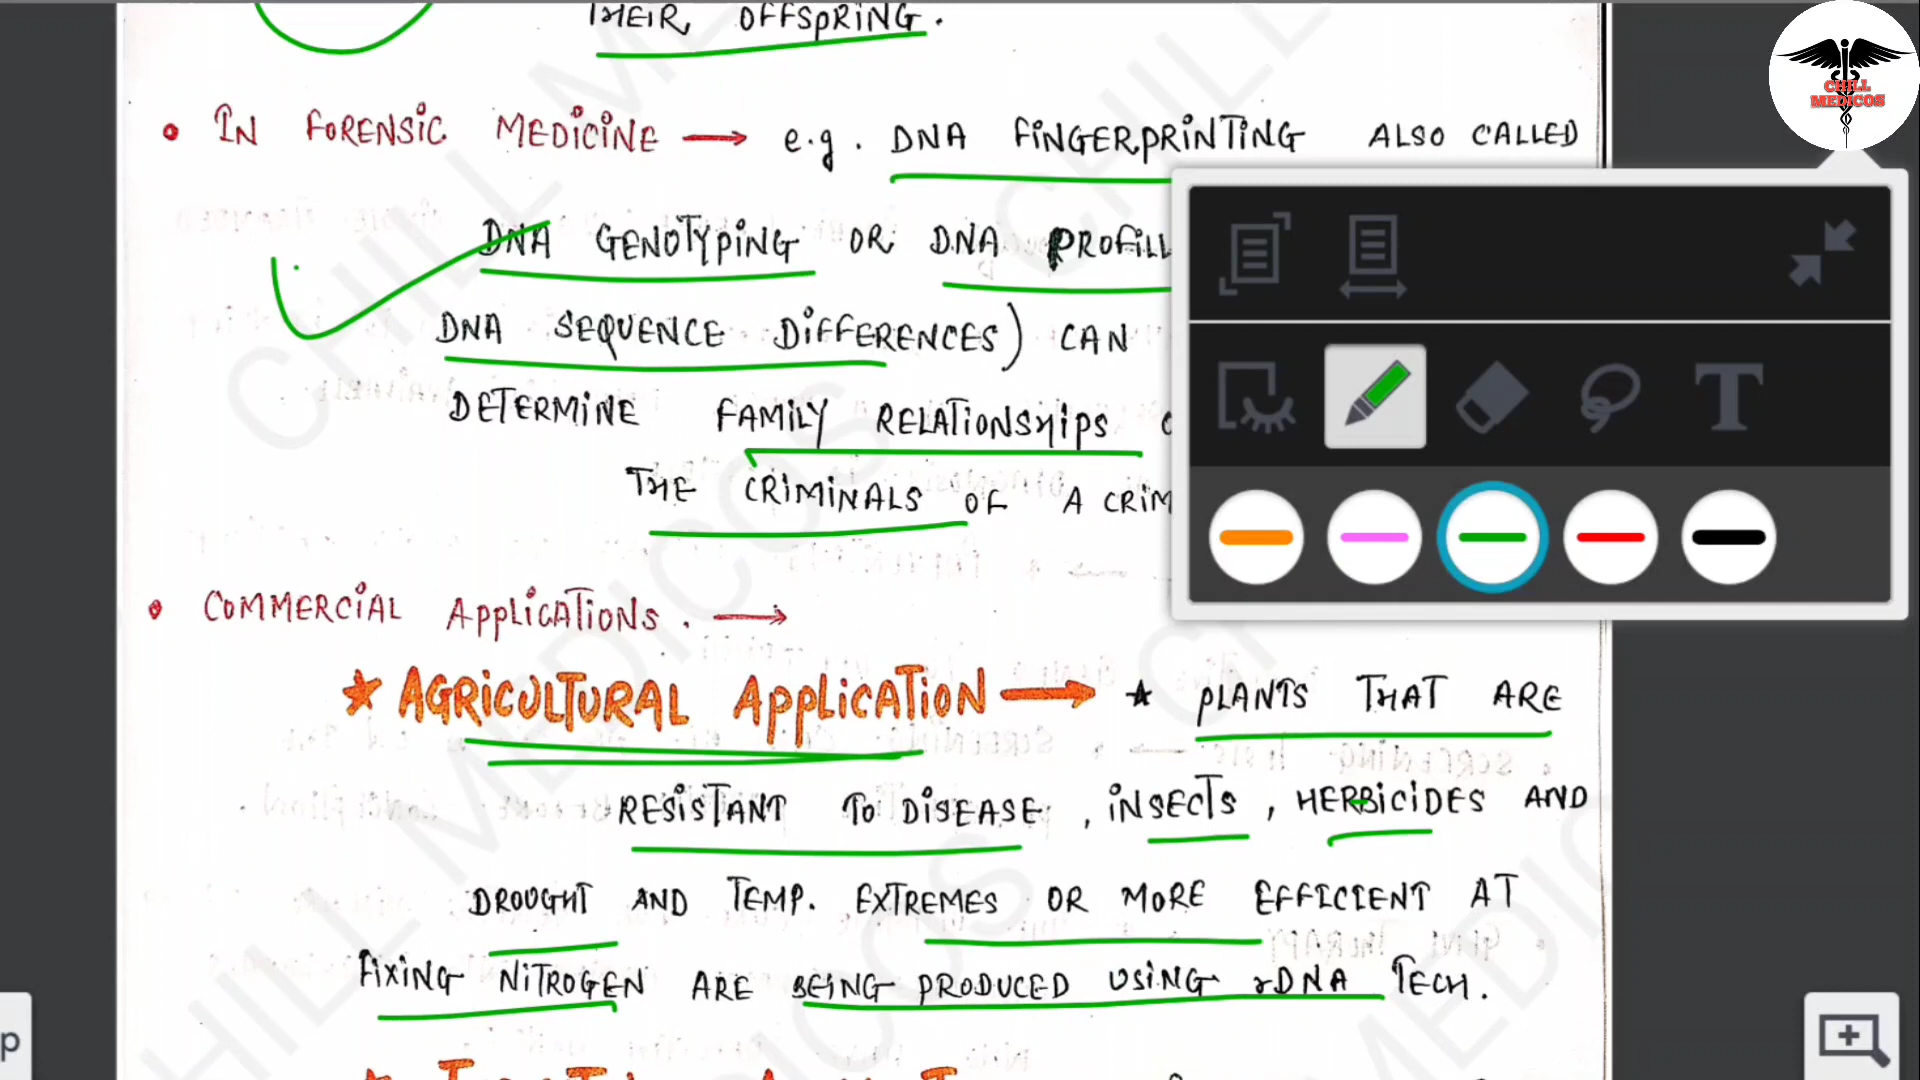 THEIR OFFSPRING.
• IN FORENSIC MEDICINE → e.g. DNA FINGERPRINTING ALSO CALLED
DNA GENOTYPING OR DNA PROFILL
DNA SEQUENCE DIFFERENCES) CAN
DETERMINE FAMILY RELATIONSHIPS
THE CRIMINALS OF A CRIM
• COMMERCIAL APPLICATIONS. →
★ AGRICULTURAL APPLICATION → ★ PLANTS THAT ARE
RESISTANT TO DISEASE, INSECTS, HERBICIDES AND
DROUGHT AND TEMP. EXTREMES OR MORE EFFICIENT AT
FIXING NITROGEN ARE BEING PRODUCED USING rDNA TECH.
CHILL
MEDICOS
T
p